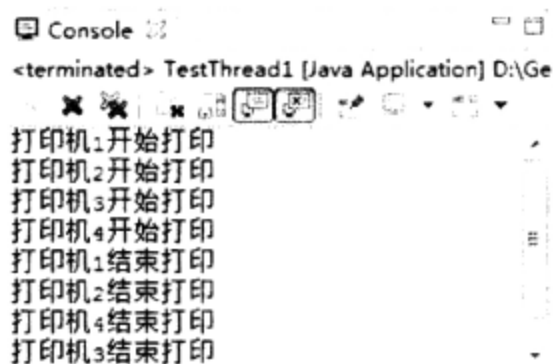 Console
<terminated> TestThread1 [Java Application] D:\Ge
打印机1开始打印
打印机2开始打印
打印机3开始打印
打印机4开始打印
打印机1结束打印
打印机2结束打印
打印机4结束打印
打印机3结束打印